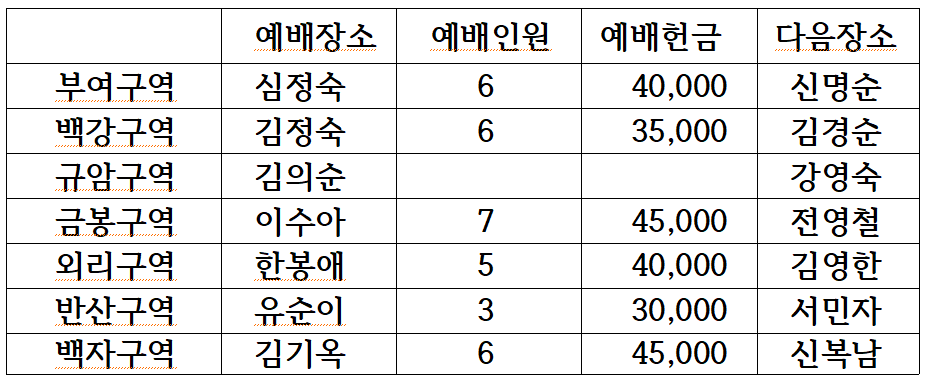 예배장소 예배인원 예배헌금 다음장소
부여구역 심정숙 6 40,000 신명순
백강구역 김정숙 6 35,000 김경순
규암구역 김의순 강영숙
금봉구역 이수아 7 45,000 전영철
외리구역 한봉애 5 40,000 김영한
반산구역 유순이 3 30,000 서민자
백자구역 김기옥 6 45,000 신복남